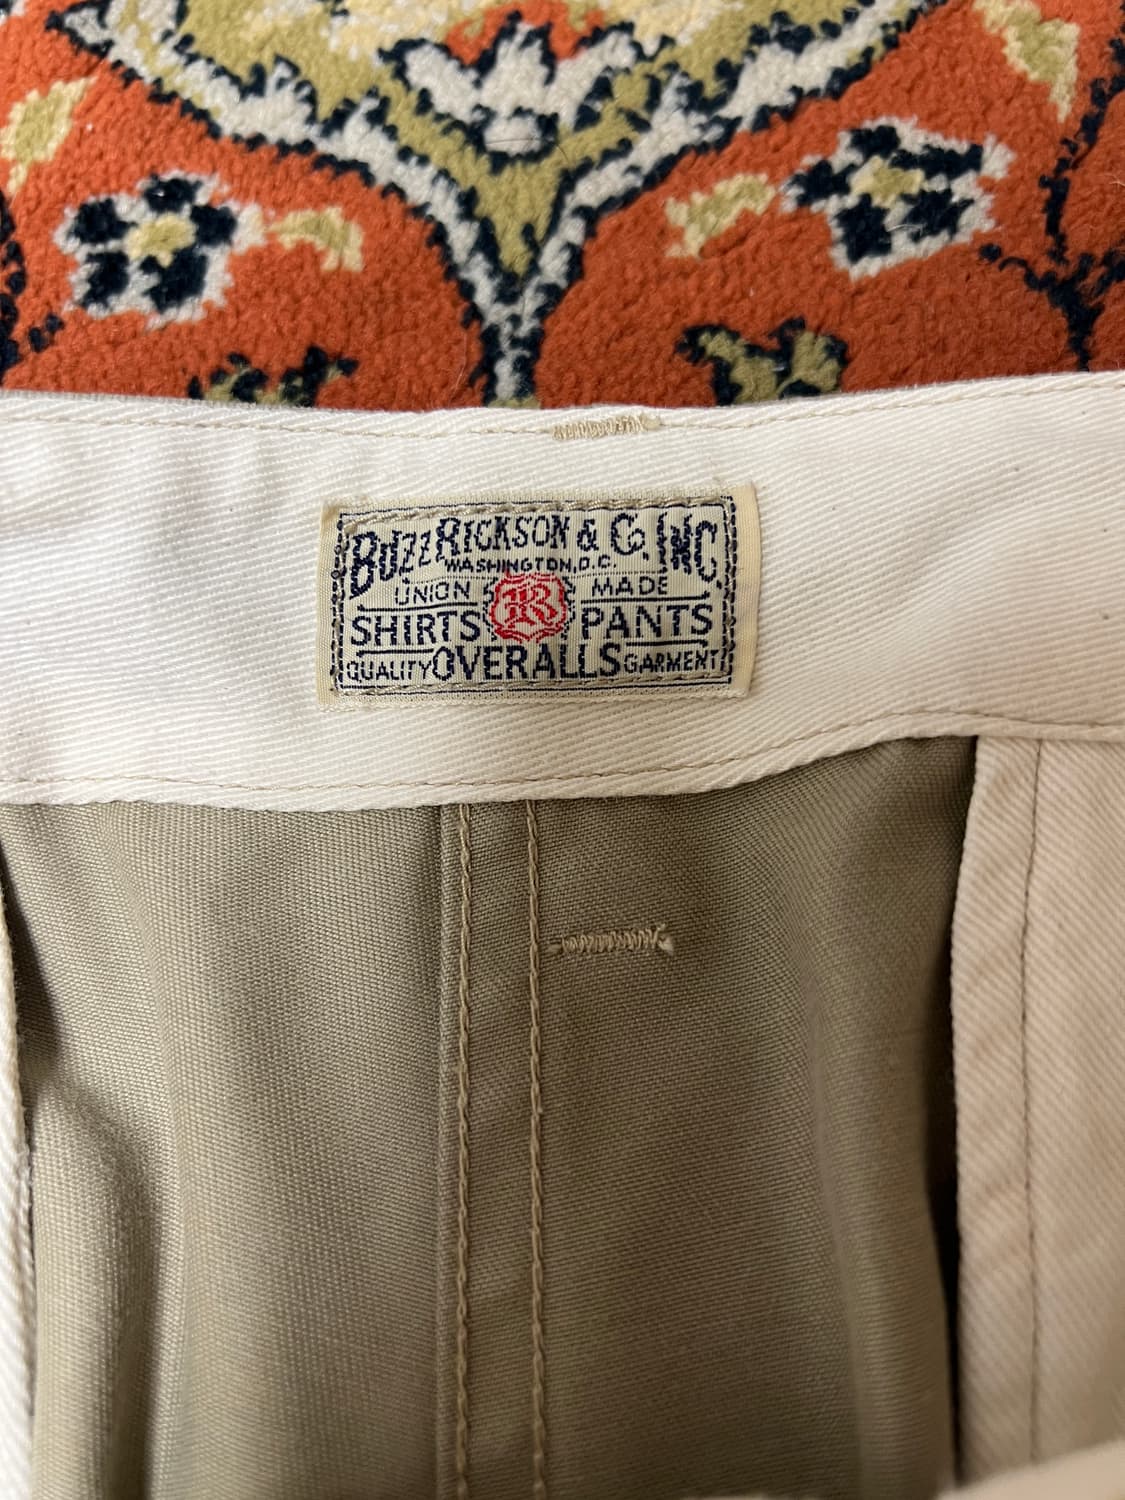 BUZZ RICKSON & Co. INC.
WASHINGTON, D.C.
UNION R MADE
SHIRTS PANTS
QUALITY OVERALLS GARMENT